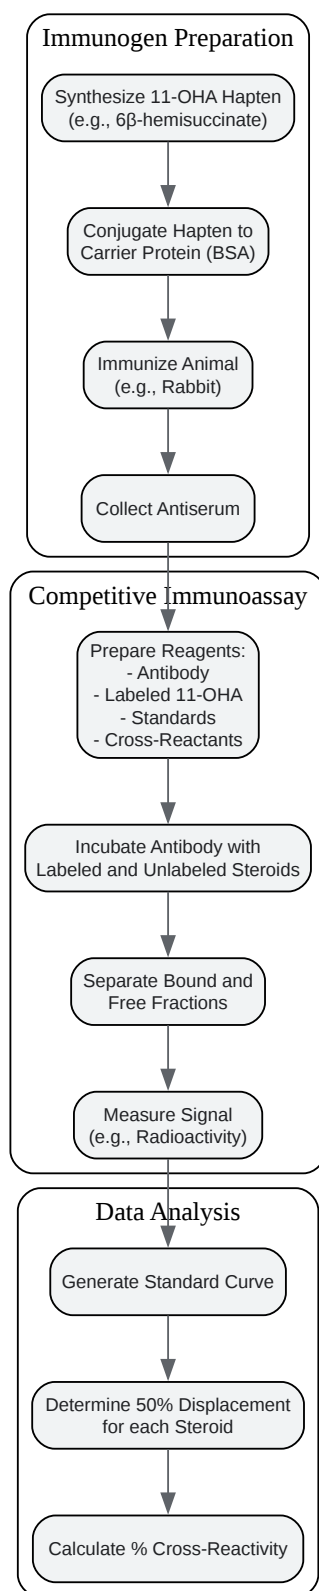 Immunogen Preparation
Synthesize 11-OHA Hapten
(e.g., 6β-hemisuccinate)
Conjugate Hapten to
Carrier Protein (BSA)
Immunize Animal
(e.g., Rabbit)
Collect Antiserum
Competitive Immunoassay
Prepare Reagents:
- Antibody
- Labeled 11-OHA
- Standards
- Cross-Reactants
Incubate Antibody with
Labeled and Unlabeled Steroids
Separate Bound and
Free Fractions
Measure Signal
(e.g., Radioactivity)
Data Analysis
Generate Standard Curve
Determine 50% Displacement
for each Steroid
Calculate % Cross-Reactivity